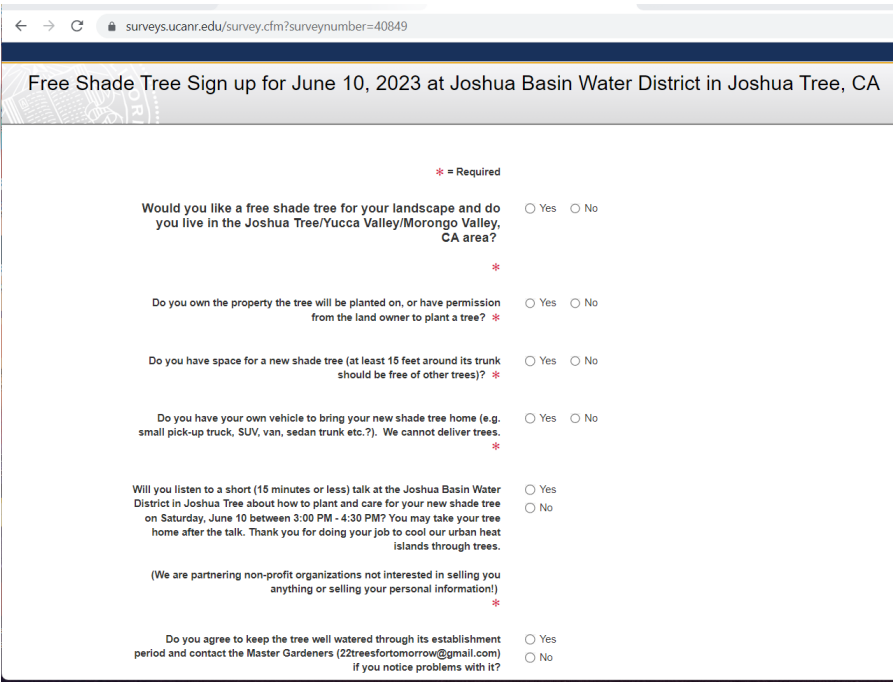 surveys.ucanr.edu/survey.cfm?surveynumber=40849
Free Shade Tree Sign up for June 10, 2023 at Joshua Basin Water District in Joshua Tree, CA
* = Required
Would you like a free shade tree for your landscape and do
you live in the Joshua Tree/Yucca Valley/Morongo Valley,
CA area?
Yes No
*
Do you own the property the tree will be planted on, or have permission
from the land owner to plant a tree? *
Yes No
Do you have space for a new shade tree (at least 15 feet around its trunk
should be free of other trees)? *
Yes No
Do you have your own vehicle to bring your new shade tree home (e.g.
small pick-up truck, SUV, van, sedan trunk etc.?). We cannot deliver trees.
*
Yes No
Will you listen to a short (15 minutes or less) talk at the Joshua Basin Water
District in Joshua Tree about how to plant and care for your new shade tree
on Saturday, June 10 between 3:00 PM - 4:30 PM? You may take your tree
home after the talk. Thank you for doing your job to cool our urban heat
islands through trees.
(We are partnering non-profit organizations not interested in selling you
anything or selling your personal information!)
*
Yes
No
Do you agree to keep the tree well watered through its establishment
period and contact the Master Gardeners (22treesfortomorrow@gmail.com)
if you notice problems with it?
Yes
No